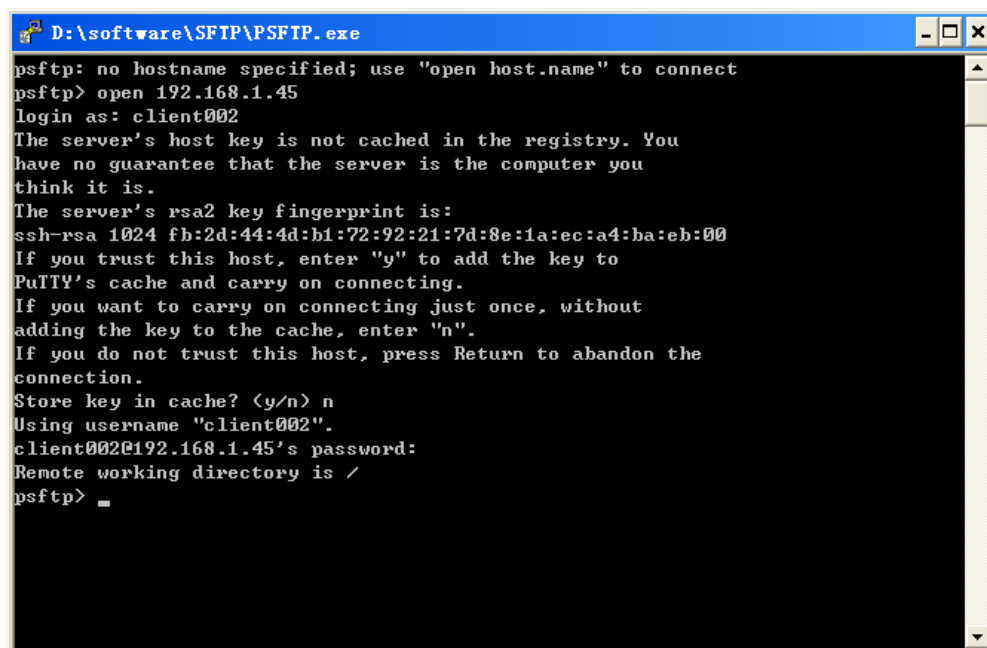 D:\software\SFTP\PSFTP.exe
psftp: no hostname specified; use "open host.name" to connect
psftp> open 192.168.1.45
login as: client002
The server's host key is not cached in the registry. You
have no guarantee that the server is the computer you
think it is.
The server's rsa2 key fingerprint is:
ssh-rsa 1024 fb:2d:44:4d:b1:72:92:21:7d:8e:1a:ec:a4:ba:eb:00
If you trust this host, enter "y" to add the key to
PuTTY's cache and carry on connecting.
If you want to carry on connecting just once, without
adding the key to the cache, enter "n".
If you do not trust this host, press Return to abandon the
connection.
Store key in cache? (y/n) n
Using username "client002".
client002@192.168.1.45's password:
Remote working directory is /
psftp> _